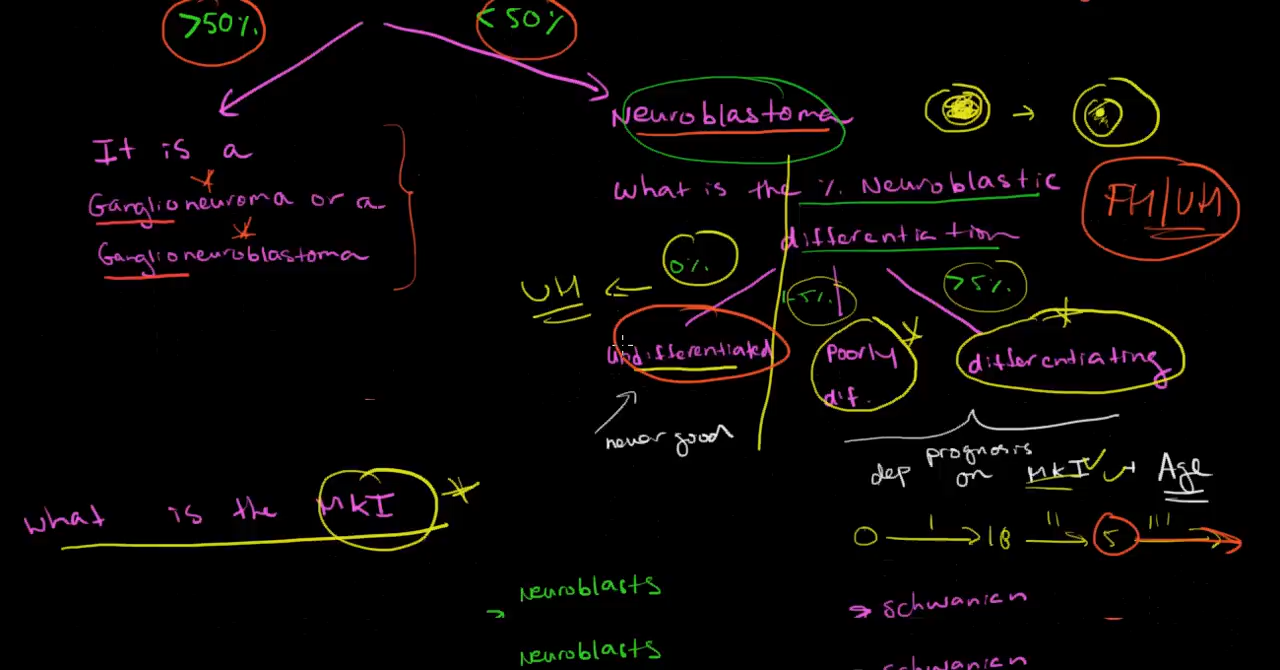 >50%.
< 50%
Neuroblastoma
It is a
Ganglioneuroma or a
Ganglioneuroblastoma
What is the % Neuroblastic
differentiation
FH/UH
0%.
UH
1-5%.
>5%.
undifferentiated
Poorly
dif.
differentiating
never good
prognosis
dep on MKI + Age
What is the MKI
0 I 18 II 5 III
Neuroblasts
schwanian
Neuroblasts
schwanian